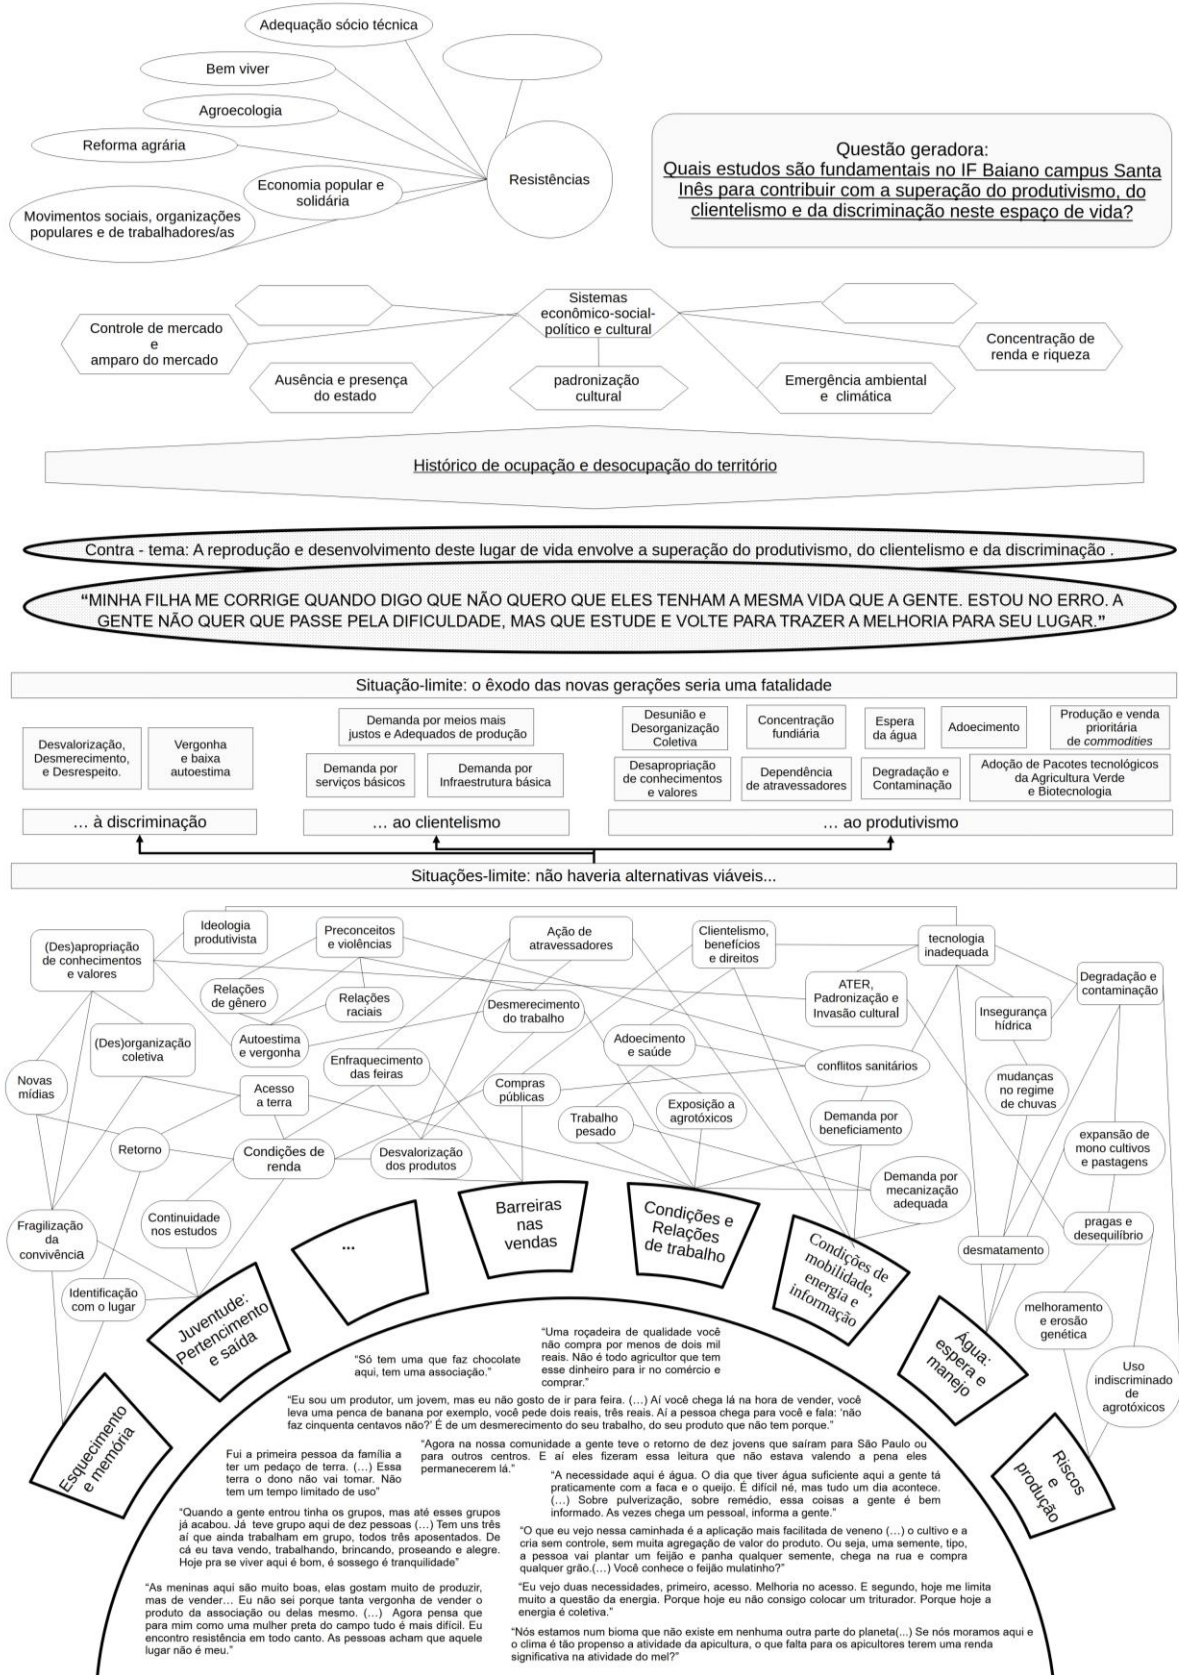 Adequação sócio técnica
Bem viver
Agroecologia
Reforma agrária
Economia popular e
solidária
Movimentos sociais, organizações
populares e de trabalhadores/as
Resistências
Questão geradora:
Quais estudos são fundamentais no IF Baiano campus Santa
Inês para contribuir com a superação do produtivismo, do
clientelismo e da discriminação neste espaço de vida?
Sistemas
econômico-social-
político e cultural
Controle de mercado
e
amparo do mercado
Ausência e presença
do estado
padronização
cultural
Emergência ambiental
e climática
Concentração de
renda e riqueza
Histórico de ocupação e desocupação do território
Contra - tema: A reprodução e desenvolvimento deste lugar de vida envolve a superação do produtivismo, do clientelismo e da discriminação .
“MINHA FILHA ME CORRIGE QUANDO DIGO QUE NÃO QUERO QUE ELES TENHAM A MESMA VIDA QUE A GENTE. ESTOU NO ERRO. A
GENTE NÃO QUER QUE PASSE PELA DIFICULDADE, MAS QUE ESTUDE E VOLTE PARA TRAZER A MELHORIA PARA SEU LUGAR.”
Situação-limite: o êxodo das novas gerações seria uma fatalidade
Desvalorização,
Desmerecimento,
e Desrespeito.
Vergonha
e baixa
autoestima
Demanda por meios mais
justos e Adequados de produção
Demanda por
serviços básicos
Demanda por
Infraestrutura básica
Desunião e
Desorganização
Coletiva
Concentração
fundiária
Espera
da água
Adoecimento
Produção e venda
prioritária
de commodities
Desapropriação
de conhecimentos
e valores
Dependência
de atravessadores
Degradação e
Contaminação
Adoção de Pacotes tecnológicos
da Agricultura Verde
e Biotecnologia
… à discriminação
… ao clientelismo
… ao produtivismo
Situações-limite: não haveria alternativas viáveis...
(Des)apropriação
de conhecimentos
e valores
Ideologia
produtivista
Preconceitos
e violências
Ação de
atravessadores
Clientelismo,
benefícios
e direitos
tecnologia
inadequada
Degradação e
contaminação
Relações
de gênero
Relações
raciais
Desmerecimento
do trabalho
ATER,
Padronização e
Invasão cultural
Insegurança
hídrica
(Des)organização
coletiva
Autoestima
e vergonha
Enfraquecimento
das feiras
Adoecimento
e saúde
conflitos sanitários
Novas
mídias
Acesso
a terra
Compras
públicas
Trabalho
pesado
Exposição a
agrotóxicos
Demanda por
beneficiamento
mudanças
no regime
de chuvas
Retorno
Condições de
renda
Desvalorização
dos produtos
Demanda por
mecanização
adequada
expansão de
mono cultivos
e pastagens
Fragilização
da
convivência
Continuidade
nos estudos
pragas e
desequilíbrio
desmatamento
Identificação
com o lugar
melhoramento
e erosão
genética
Uso
indiscriminado
de
agrotóxicos
Esquecimento
e memória
Juventude:
Pertencimento
e saída
...
Barreiras
nas
vendas
Condições e
Relações
de trabalho
Condições de
mobilidade,
energia e
informação
Água:
espera e
manejo
Riscos
e
produção
“Só tem uma que faz chocolate
aqui, tem uma associação.”
“Uma roçadeira de qualidade você
não compra por menos de dois mil
reais. Não é todo agricultor que tem
esse dinheiro para ir no comércio e
comprar.”
“Eu sou um produtor, um jovem, mas eu não gosto de ir para feira. (…) Aí você chega lá na hora de vender, você
leva uma penca de banana por exemplo, você pede dois reais, três reais. Aí a pessoa chega para você e fala: ‘não
faz cinquenta centavos não?’ É de um desmerecimento do seu trabalho, do seu produto que não tem porque.”
Fui a primeira pessoa da família a
ter um pedaço de terra. (…) Essa
terra o dono não vai tomar. Não
tem um tempo limitado de uso”
“Agora na nossa comunidade a gente teve o retorno de dez jovens que saíram para São Paulo ou
para outros centros. E aí eles fizeram essa leitura que não estava valendo a pena eles
permanecerem lá.”
“A necessidade aqui é água. O dia que tiver água suficiente aqui a gente tá
praticamente com a faca e o queijo. É difícil né, mas tudo um dia acontece.
(…) Sobre pulverização, sobre remédio, essa coisas a gente é bem
informado. As vezes chega um pessoal, informa a gente.”
“Quando a gente entrou tinha os grupos, mas até esses grupos
já acabou. Já teve grupo aqui de dez pessoas (…) Tem uns três
aí que ainda trabalham em grupo, todos três aposentados. De
cá eu tava vendo, trabalhando, brincando, proseando e alegre.
Hoje pra se viver aqui é bom, é sossego é tranquilidade”
“O que eu vejo nessa caminhada é a aplicação mais facilitada de veneno (…) o cultivo e a
cria sem controle, sem muita agregação de valor do produto. Ou seja, uma semente, tipo,
a pessoa vai plantar um feijão e panha qualquer semente, chega na rua e compra
qualquer grão.(…) Você conhece o feijão mulatinho?”
“As meninas aqui são muito boas, elas gostam muito de produzir,
mas de vender… Eu não sei porque tanta vergonha de vender o
produto da associação ou delas mesmo. (…) Agora pensa que
para mim como uma mulher preta do campo tudo é mais difícil. Eu
encontro resistência em todo canto. As pessoas acham que aquele
lugar não é meu.”
“Eu vejo duas necessidades, primeiro, acesso. Melhoria no acesso. E segundo, hoje me limita
muito a questão da energia. Porque hoje eu não consigo colocar um triturador. Porque hoje a
energia é coletiva.”
“Nós estamos num bioma que não existe em nenhuma outra parte do planeta(...) Se nós moramos aqui e
o clima é tão propenso a atividade da apicultura, o que falta para os apicultores terem uma renda
significativa na atividade do mel?”